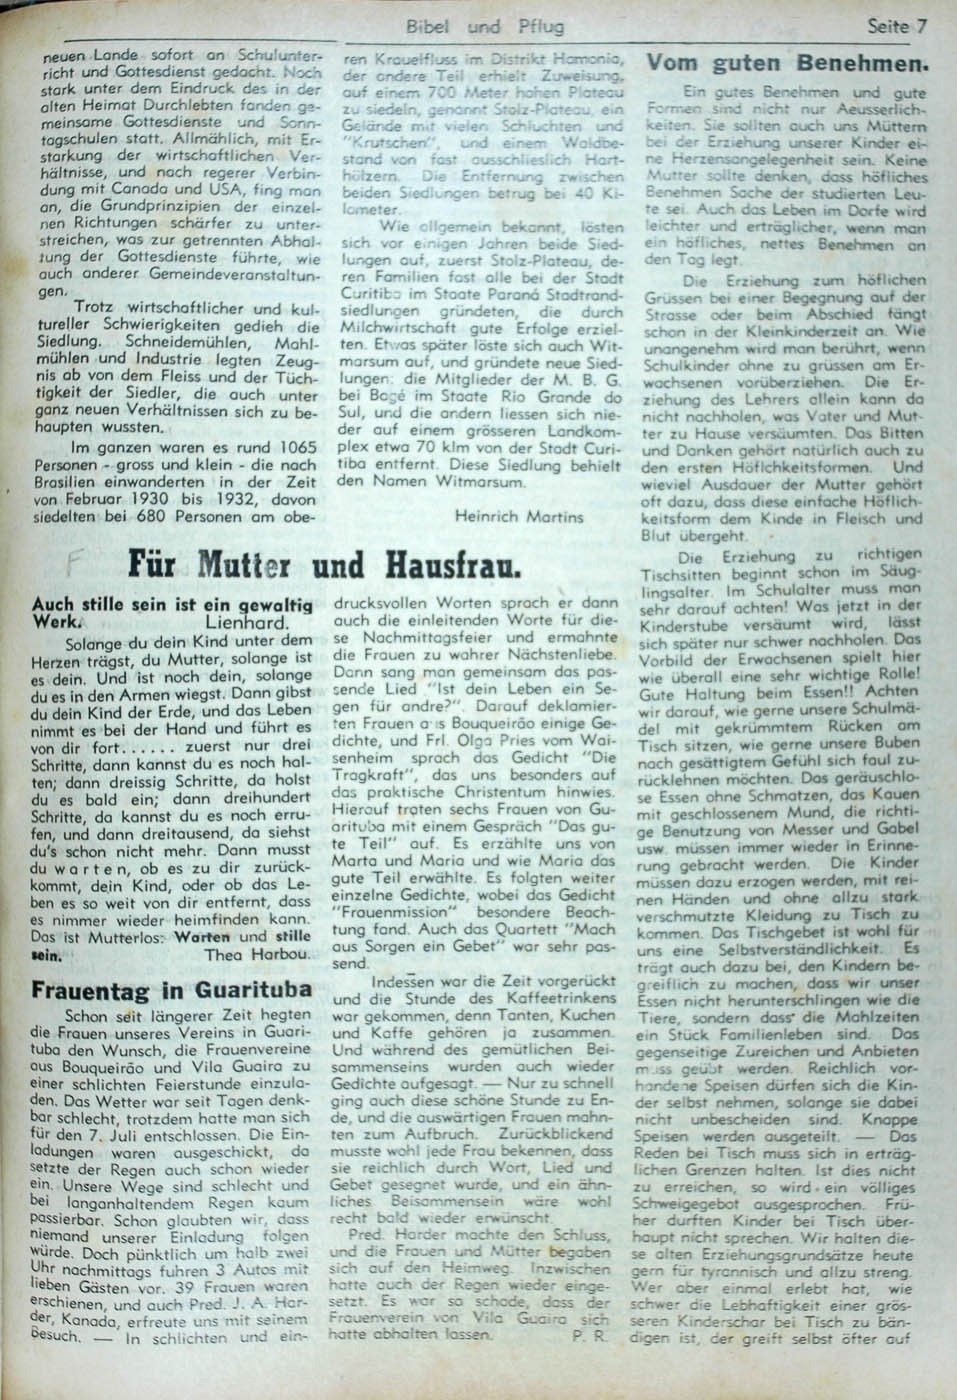 Bibel und Pflug
Seite 7
neuen Lande sofort an Schulunter-
richt und Gottesdienst gedacht. Noch
stark unter dem Eindruck des in der
alten Heimat Durchlebten fanden ge-
meinsame Gottesdienste und Sonn-
tagschulen statt. Allmählich, mit Er-
starkung der wirtschaftlichen Ver-
hältnisse, und nach regerer Verbin-
dung mit Canada und USA, fing man
an, die Grundprinzipien der einzel-
nen Richtungen schärfer zu unter-
streichen, was zur getrennten Abhal-
tung der Gottesdienste führte, wie
auch anderer Gemeindeveranstaltun-
gen.
Trotz wirtschaftlicher und kul-
tureller Schwierigkeiten gedieh die
Siedlung. Schneidemühlen, Mahl-
mühlen und Industrie legten Zeug-
nis ab von dem Fleiss und der Tüch-
tigkeit der Siedler, die auch unter
ganz neuen Verhältnissen sich zu be-
haupten wussten.
Im ganzen waren es rund 1065
Personen - gross und klein - die nach
Brasilien einwanderten in der Zeit
von Februar 1930 bis 1932, davon
siedelten bei 680 Personen am obe-
ren Krauelfluss im Distrikt Hamonia,
der andere Teil erhielt Zuweisung,
auf einem 700 Meter hohen Plateau
zu siedeln, genannt Stolz-Plateau, ein
Gelände mit vielen Schluchten und
"Krutschen", und einem Waldbe-
stand von fast ausschliesslich Hart-
hölzern. Die Entfernung zwischen
beiden Siedlungen betrug bei 40 Ki-
lometer.
Wie allgemein bekannt, lösten
sich vor einigen Jahren beide Sied-
lungen auf, zuerst Stolz-Plateau, de-
ren Familien fast alle bei der Stadt
Curitiba im Staate Paraná Stadtrand-
siedlungen gründeten, die durch
Milchwirtschaft gute Erfolge erziel-
ten. Etwas später löste sich auch Wit-
marsum auf, und gründete neue Sied-
lungen: die Mitglieder der M. B. G.
bei Bagé im Staate Rio Grande do
Sul, und die andern liessen sich nie-
der auf einem grösseren Landkom-
plex etwa 70 klm von der Stadt Curi-
tiba entfernt. Diese Siedlung behielt
den Namen Witmarsum.
Heinrich Martins
Für Mutter und Hausfrau.
Auch stille sein ist ein gewaltig
Werk. Lienhard.
Solange du dein Kind unter dem
Herzen trägst, du Mutter, solange ist
es dein. Und ist noch dein, solange
du es in den Armen wiegst. Dann gibst
du dein Kind der Erde, und das Leben
nimmt es bei der Hand und führt es
von dir fort...... zuerst nur drei
Schritte, dann kannst du es noch hal-
ten; dann dreissig Schritte, da holst
du es bald ein; dann dreihundert
Schritte, da kannst du es noch erru-
fen, und dann dreitausend, da siehst
du's schon nicht mehr. Dann musst
du warten, ob es zu dir zurück-
kommt, dein Kind, oder ob das Le-
ben es so weit von dir entfernt, dass
es nimmer wieder heimfinden kann.
Das ist Mutterlos: Warten und stille
sein. Thea Harbou.
Frauentag in Guarituba
Schon seit längerer Zeit hegten
die Frauen unseres Vereins in Guari-
tuba den Wunsch, die Frauenvereine
aus Bouqueirão und Vila Guaira zu
einer schlichten Feierstunde einzula-
den. Das Wetter war seit Tagen denk-
bar schlecht, trotzdem hatte man sich
für den 7. Juli entschlossen. Die Ein-
ladungen waren ausgeschickt, da
setzte der Regen auch schon wieder
ein. Unsere Wege sind schlecht und
bei langanhaltendem Regen kaum
passierbar. Schon glaubten wir, dass
niemand unserer Einladung folgen
würde. Doch pünktlich um halb zwei
Uhr nachmittags fuhren 3 Autos mit
lieben Gästen vor. 39 Frauen waren
erschienen, und auch Pred. J. A. Har-
der, Kanada, erfreute uns mit seinem
Besuch. — In schlichten und ein-
drucksvollen Worten sprach er dann
auch die einleitenden Worte für die-
se Nachmittagsfeier und ermahnte
die Frauen zu wahrer Nächstenliebe.
Dann sang man gemeinsam das pas-
sende Lied "Ist dein Leben ein Se-
gen für andre?". Darauf deklamier-
ten Frauen aus Bouqueirão einige Ge-
dichte, und Frl. Olga Pries vom Wai-
senheim sprach das Gedicht "Die
Tragkraft", das uns besonders auf
das praktische Christentum hinwies.
Hierauf traten sechs Frauen von Gu-
arituba mit einem Gespräch "Das gu-
te Teil" auf. Es erzählte uns von
Marta und Maria und wie Maria das
gute Teil erwählte. Es folgten weiter
einzelne Gedichte, wobei das Gedicht
"Frauenmission" besondere Beach-
tung fand. Auch das Quartett "Mach
aus Sorgen ein Gebet" war sehr pas-
send.
Indessen war die Zeit vorgerückt
und die Stunde des Kaffeetrinkens
war gekommen, denn Tanten, Kuchen
und Kaffe gehören ja zusammen.
Und während des gemütlichen Bei-
sammenseins wurden auch wieder
Gedichte aufgesagt. — Nur zu schnell
ging auch diese schöne Stunde zu En-
de, und die auswärtigen Frauen mahn-
ten zum Aufbruch. Zurückblickend
musste wohl jede Frau bekennen, dass
sie reichlich durch Wort, Lied und
Gebet gesegnet wurde, und ein ähn-
liches Beisammensein wäre wohl
recht bald wieder erwünscht.
Pred. Harder machte den Schluss,
und die Frauen und Mütter begaben
sich auf den Heimweg. Inzwischen
hatte auch der Regen wieder einge-
setzt. Es war so schade, dass der
Frauenverein von Vila Guaira sich
hatte abhalten lassen. P. R.
Vom guten Benehmen.
Ein gutes Benehmen und gute
Formen sind nicht nur Aeusserlich-
keiten. Sie sollten auch uns Müttern
bei der Erziehung unserer Kinder ei-
ne Herzensangelegenheit sein. Keine
Mutter sollte denken, dass höfliches
Benehmen Sache der studierten Leu-
te sei. Auch das Leben im Dorfe wird
leichter und erträglicher, wenn man
ein höfliches, nettes Benehmen an
den Tag legt.
Die Erziehung zum höflichen
Grüssen bei einer Begegnung auf der
Strasse oder beim Abschied fängt
schon in der Kleinkinderzeit an. Wie
unangenehm wird man berührt, wenn
Schulkinder ohne zu grüssen am Er-
wachsenen vorüberziehen. Die Er-
ziehung des Lehrers allein kann da
nicht nachholen, was Vater und Mut-
ter zu Hause versäumten. Das Bitten
und Danken gehört natürlich auch zu
den ersten Höflichkeitsformen. Und
wieviel Ausdauer der Mutter gehört
oft dazu, dass diese einfache Höflich-
keitsform dem Kinde in Fleisch und
Blut übergeht.
Die Erziehung zu richtigen
Tischsitten beginnt schon im Säug-
lingsalter. Im Schulalter muss man
sehr darauf achten! Was jetzt in der
Kinderstube versäumt wird, lässt
sich später nur schwer nachholen. Das
Vorbild der Erwachsenen spielt hier
wie überall eine sehr wichtige Rolle!
Gute Haltung beim Essen!! Achten
wir darauf, wie gerne unsere Schulmä-
del mit gekrümmtem Rücken am
Tisch sitzen, wie gerne unsere Buben
nach gesättigtem Gefühl sich faul zu-
rücklehnen möchten. Das geräuschlo-
se Essen ohne Schmatzen, das Kauen
mit geschlossenem Mund, die richti-
ge Benutzung von Messer und Gabel
usw. müssen immer wieder in Erinne-
rung gebracht werden. Die Kinder
müssen dazu erzogen werden, mit rei-
nen Händen und ohne allzu stark
verschmutzte Kleidung zu Tisch zu
kommen. Das Tischgebet ist wohl für
uns eine Selbstverständlichkeit. Es
trägt auch dazu bei, den Kindern be-
greiflich zu machen, dass wir unser
Essen nicht herunterschlingen wie die
Tiere, sondern dass die Mahlzeiten
ein Stück Familienleben sind. Das
gegenseitige Zureichen und Anbieten
muss geübt werden. Reichlich vor-
handene Speisen dürfen sich die Kin-
der selbst nehmen, solange sie dabei
nicht unbescheiden sind. Knappe
Speisen werden ausgeteilt. — Das
Reden bei Tisch muss sich in erträg-
lichen Grenzen halten. Ist dies nicht
zu erreichen, so wird ein völliges
Schweigegebot ausgesprochen. Frü-
her durften Kinder bei Tisch über-
haupt nicht sprechen. Wir halten die-
se alten Erziehungsgrundsätze heute
gern für tyrannisch und allzu streng.
Wer aber einmal erlebt hat, wie
schwer die Lebhaftigkeit einer grös-
seren Kinderschar bei Tisch zu bän-
digen ist, der greift selbst öfter auf